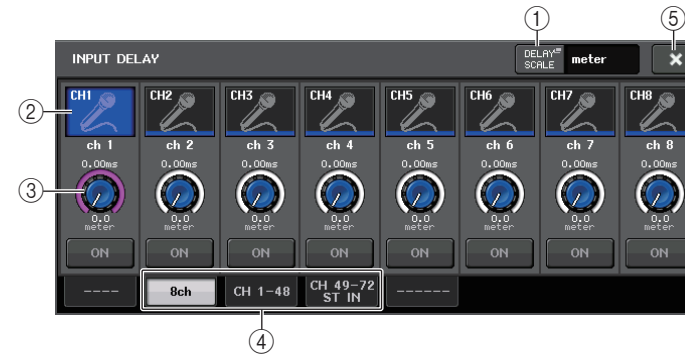 ① ⑤
INPUT DELAY
DELAY SCALE meter ×
② CH1 CH2 CH3 CH4 CH5 CH6 CH7 CH8
ch 1 ch 2 ch 3 ch 4 ch 5 ch 6 ch 7 ch 8
0.00ms 0.00ms 0.00ms 0.00ms 0.00ms 0.00ms 0.00ms 0.00ms
③
0.0 0.0 0.0 0.0 0.0 0.0 0.0 0.0
meter meter meter meter meter meter meter meter
ON ON ON ON ON ON ON ON
---- 8ch CH 1-48 CH 49-72 ST IN ------
④